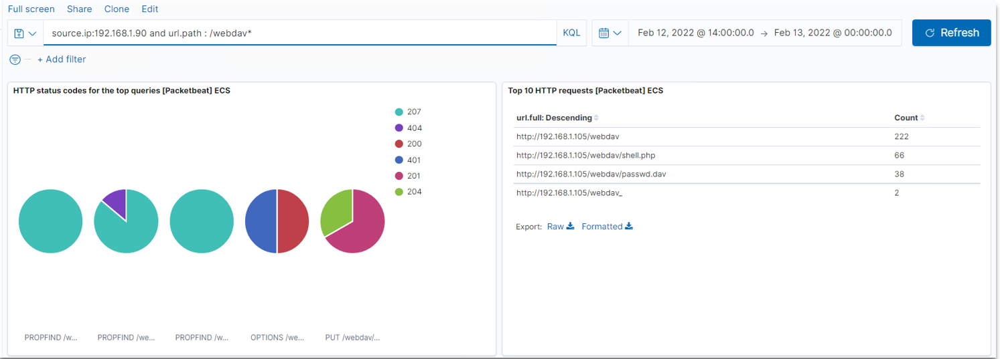 Full screen Share Clone Edit
source.ip:192.168.1.90 and url.path : /webdav* KQL Feb 12, 2022 @ 14:00:00.0 → Feb 13, 2022 @ 00:00:00.0 Refresh
+ Add filter
HTTP status codes for the top queries [Packetbeat] ECS
207
404
200
401
201
204
PROPFIND /w... PROPFIND /we... PROPFIND /w... OPTIONS /we... PUT /webdav/...
Top 10 HTTP requests [Packetbeat] ECS
url.full: Descending Count
http://192.168.1.105/webdav 222
http://192.168.1.105/webdav/shell.php 66
http://192.168.1.105/webdav/passwd.dav 38
http://192.168.1.105/webdav_ 2
Export: Raw Formatted